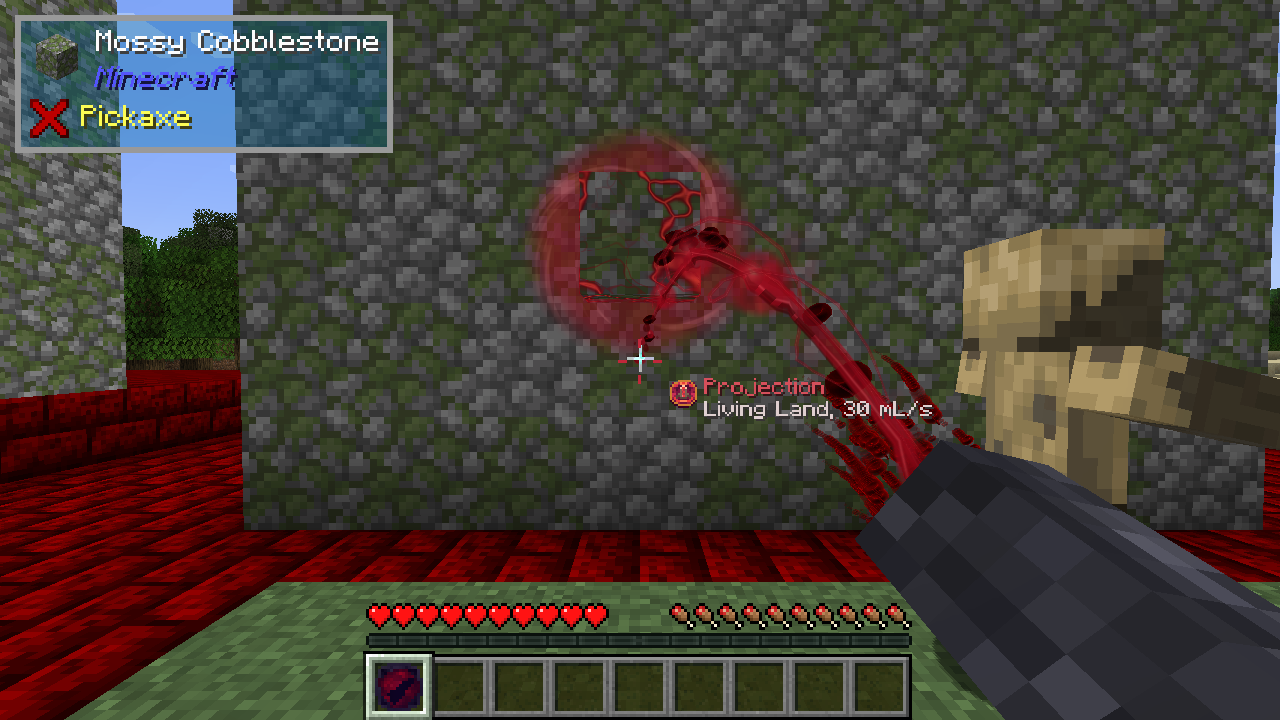 Mossy Cobblestone
Minecraft
Pickaxe
Projection
Living Land, 30 mL/s